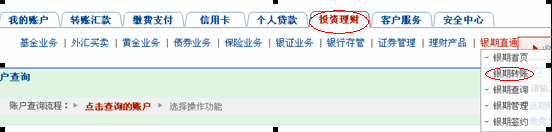 我的账户 转账汇款 缴费支付 信用卡 个人贷款 投资理财 客户服务 安全中心
基金业务 | 外汇买卖 | 黄金业务 | 债券业务 | 保险业务 | 银证业务 | 银行存管 | 证券管理 | 理财产品 | 银期直通
- 银期首页
户查询
- 银期转账
- 银期查询
账户查询流程： 点击查询的账户 选择操作功能
- 银期管理
- 银期签约